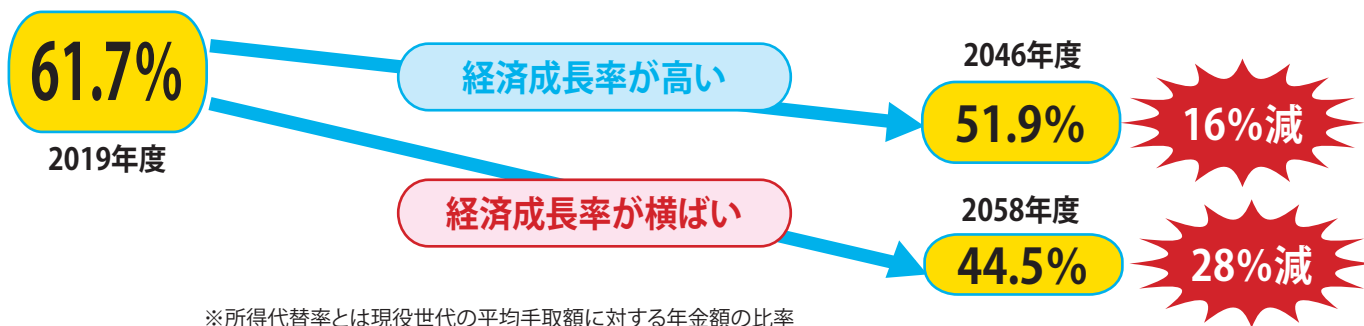 61.7%
2019年度
経済成長率が高い
2046年度
51.9%
16%減
経済成長率が横ばい
2058年度
44.5%
28%減
※所得代替率とは現役世代の平均手取額に対する年金額の比率